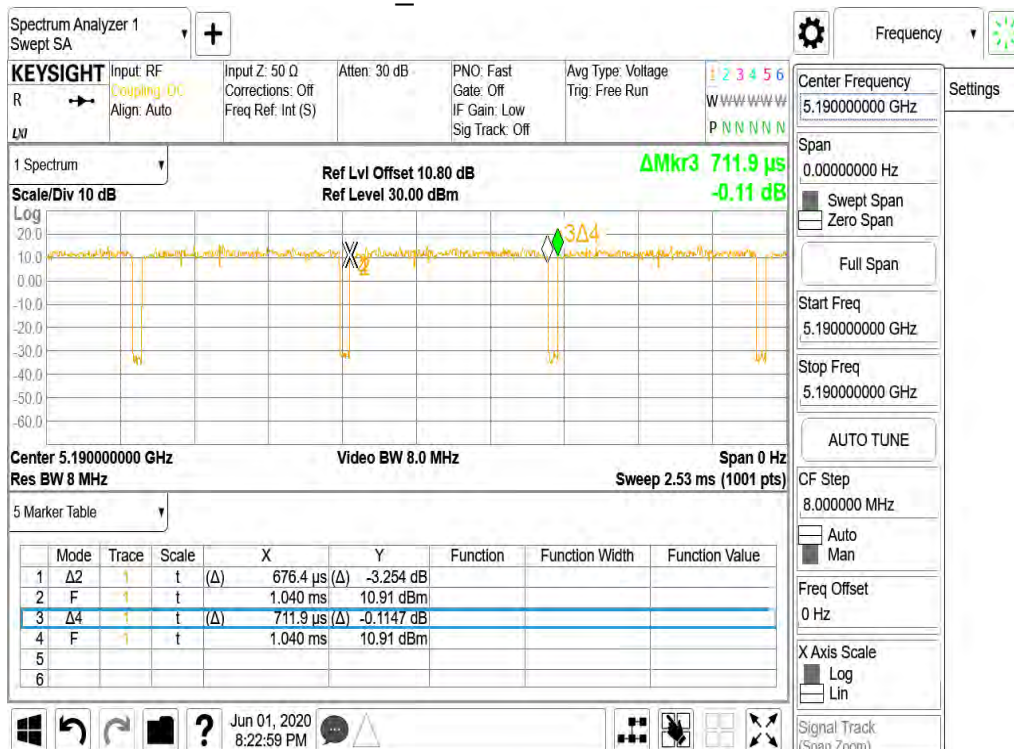 Spectrum Analyzer 1
Swept SA
Frequency
KEYSIGHT
R
LXI
Input: RF
Coupling: DC
Align: Auto
Input Z: 50 Ω
Corrections: Off
Freq Ref: Int (S)
Atten: 30 dB
PNO: Fast
Gate: Off
IF Gain: Low
Sig Track: Off
Avg Type: Voltage
Trig: Free Run
1 2 3 4 5 6
W W W W W W
P N N N N N
1 Spectrum
Scale/Div 10 dB
Ref Lvl Offset 10.80 dB
Ref Level 30.00 dBm
ΔMkr3 711.9 µs
-0.11 dB
Log
20.0
10.0
0.00
-10.0
-20.0
-30.0
-40.0
-50.0
-60.0
3Δ4
Center 5.190000000 GHz
Video BW 8.0 MHz
Span 0 Hz
Res BW 8 MHz
Sweep 2.53 ms (1001 pts)
5 Marker Table
Mode Trace Scale X Y Function Function Width Function Value
1 Δ2 1 t (Δ) 676.4 µs (Δ) -3.254 dB
2 F 1 t 1.040 ms 10.91 dBm
3 Δ4 1 t (Δ) 711.9 µs (Δ) -0.1147 dB
4 F 1 t 1.040 ms 10.91 dBm
5
6
Jun 01, 2020
8:22:59 PM
Center Frequency
5.190000000 GHz
Settings
Span
0.00000000 Hz
Swept Span
Zero Span
Full Span
Start Freq
5.190000000 GHz
Stop Freq
5.190000000 GHz
AUTO TUNE
CF Step
8.000000 MHz
Auto
Man
Freq Offset
0 Hz
X Axis Scale
Log
Lin
Signal Track
(Span Zoom)